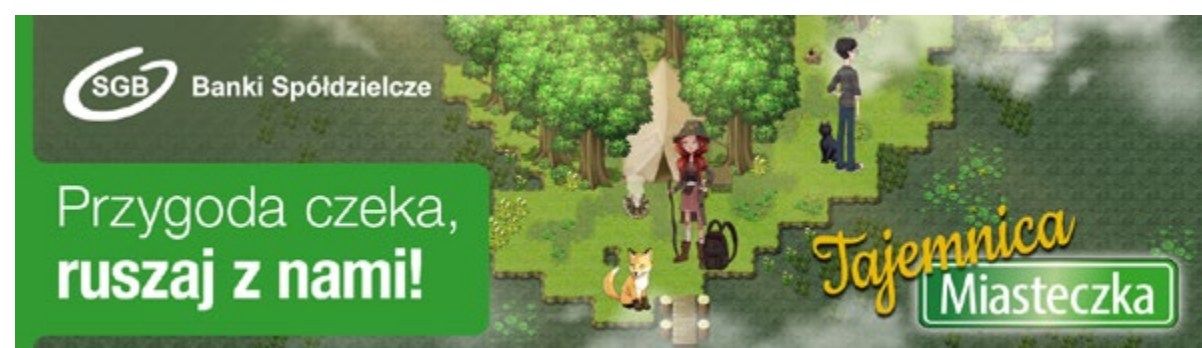 SGB Banki Spółdzielcze
Przygoda czeka,
ruszaj z nami!
Tajemnica
Miasteczka